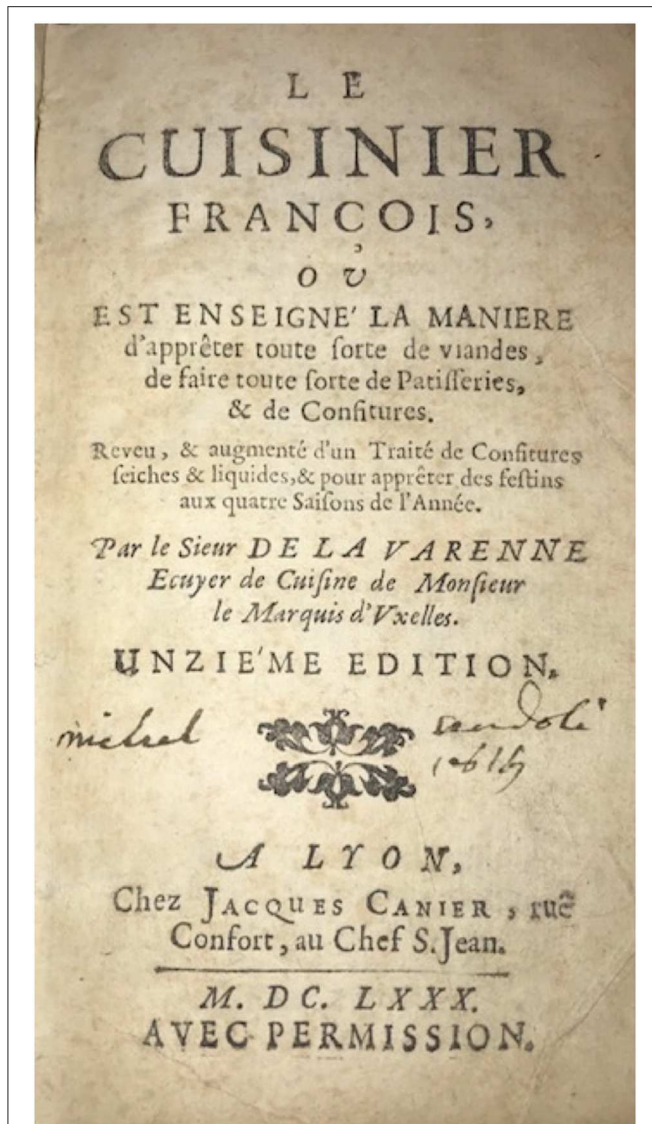 LE
CUISINIER
FRANCOIS,
OV
EST ENSEIGNE' LA MANIERE
d'apprêter toute ſorte de viandes,
de faire toute ſorte de Patiſſeries,
& de Confitures.
Reveu, & augmenté d'un Traité de Confitures
ſeiches & liquides, & pour apprêter des feſtins
aux quatre Saiſons de l'Année.
Par le Sieur DE LA VARENNE
Ecuyer de Cuiſine de Monſieur
le Marquis d'Vxelles.
UNZIE'ME EDITION.
michel
A LYON,
Chez JACQUES CANIER, ruë
Confort, au Chef S. Jean.
M. DC. LXXX.
AVEC PERMISSION.